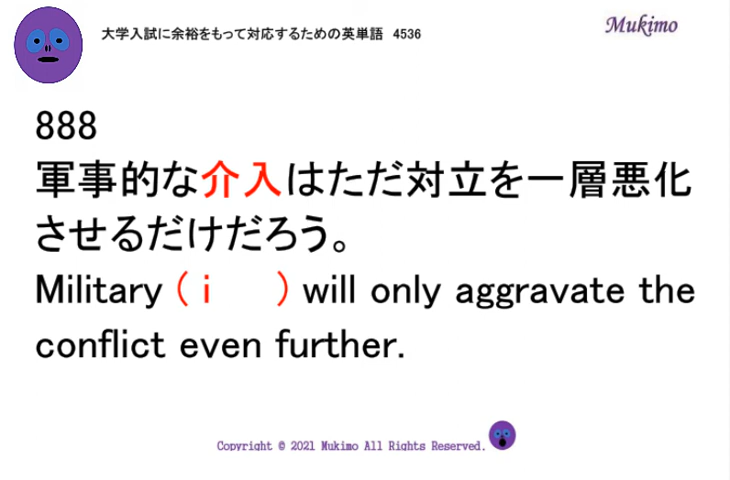 大学入試に余裕をもって対応するための英単語 4536
Mukimo
888
軍事的な介入はただ対立を一層悪化
させるだけだろう。
Military ( i ) will only aggravate the
conflict even further.
Copyright © 2021 Mukimo All Rights Reserved.